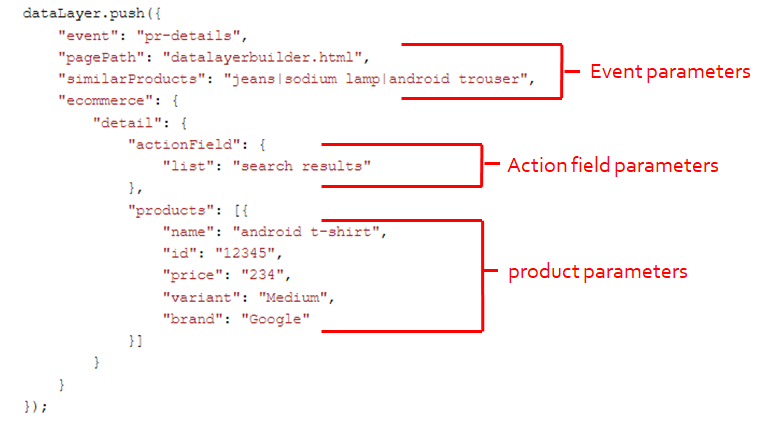 dataLayer.push({
"event": "pr-details",
"pagePath": "datalayerbuilder.html",
"similarProducts": "jeans|sodium lamp|android trouser",
Event parameters
"ecommerce": {
"detail": {
"actionField": {
"list": "search results"
Action field parameters
},
"products": [{
"name": "android t-shirt",
"id": "12345",
"price": "234",
product parameters
"variant": "Medium",
"brand": "Google"
}]
}
}
});